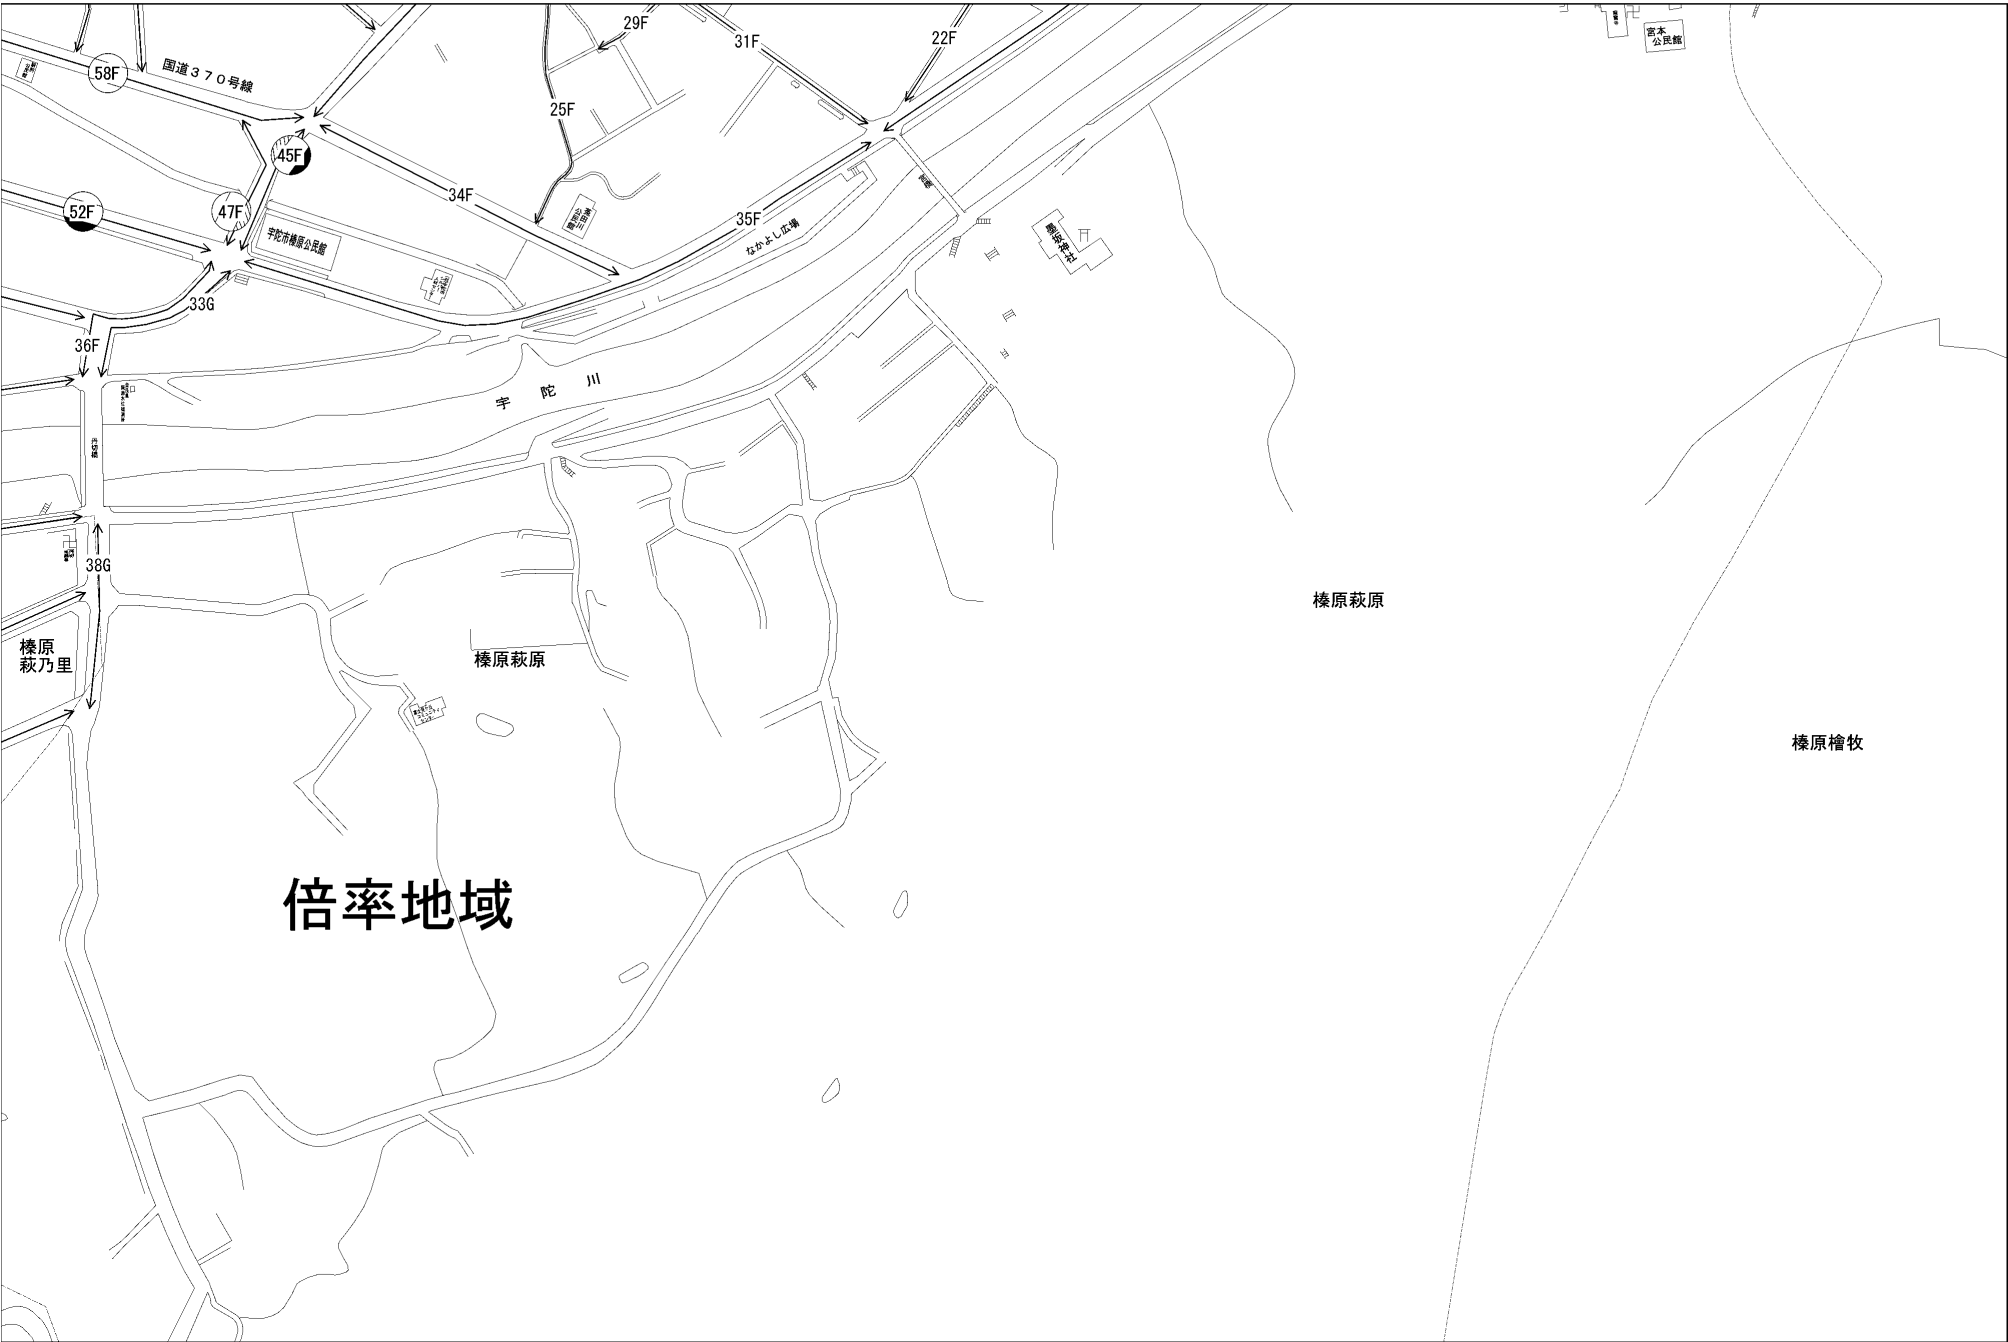 29F
31F
22F
宮本
公民館
58F
国道370号線
25F
45F
34F
52F
47F
35F
宇陀市榛原公民館
なかよし広場
墨坂神社
33G
36F
宇陀川
丹切橋
38G
榛原萩原
榛原
萩乃里
榛原萩原
榛原檜牧
倍率地域